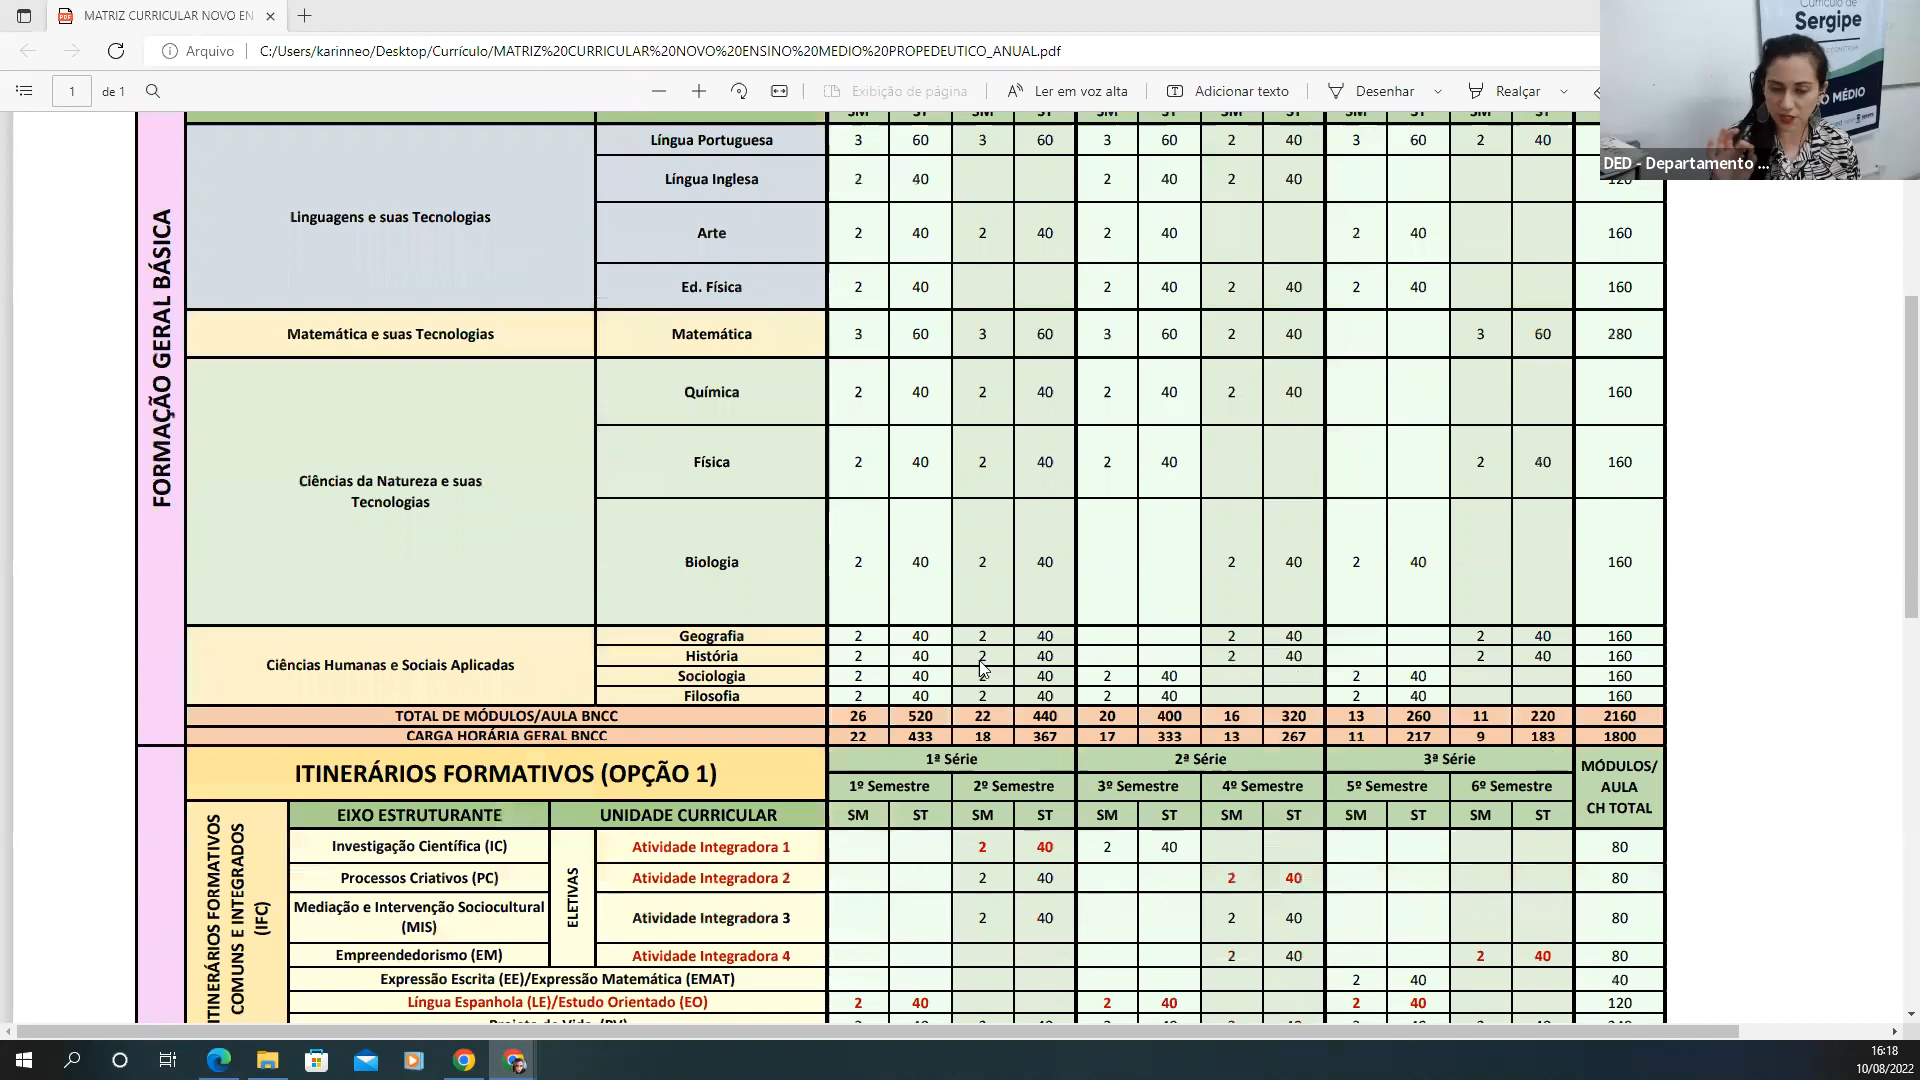 MATRIZ CURRICULAR NOVO EN
Arquivo C:/Users/karinneo/Desktop/Currículo/MATRIZ%20CURRICULAR%20NOVO%20ENSINO%20MEDIO%20PROPEDEUTICO_ANUAL.pdf
1 de 1 Exibição de página Ler em voz alta Adicionar texto Desenhar Realçar
Currículo de
Sergipe
O MÉDIO
DED - Departamento ...
SM ST SM ST SM ST SM ST SM ST SM ST
FORMAÇÃO GERAL BÁSICA
Linguagens e suas Tecnologias
Língua Portuguesa 3 60 3 60 3 60 2 40 3 60 2 40
Língua Inglesa 2 40 2 40 2 40 120
Arte 2 40 2 40 2 40 2 40 160
Ed. Física 2 40 2 40 2 40 2 40 160
Matemática e suas Tecnologias Matemática 3 60 3 60 3 60 2 40 3 60 280
Ciências da Natureza e suas
Tecnologias
Química 2 40 2 40 2 40 2 40 160
Física 2 40 2 40 2 40 2 40 160
Biologia 2 40 2 40 2 40 2 40 160
Ciências Humanas e Sociais Aplicadas
Geografia 2 40 2 40 2 40 2 40 160
História 2 40 2 40 2 40 2 40 160
Sociologia 2 40 2 40 2 40 2 40 160
Filosofia 2 40 2 40 2 40 2 40 160
TOTAL DE MÓDULOS/AULA BNCC 26 520 22 440 20 400 16 320 13 260 11 220 2160
CARGA HORÁRIA GERAL BNCC 22 433 18 367 17 333 13 267 11 217 9 183 1800
ITINERÁRIOS FORMATIVOS (OPÇÃO 1)
1ª Série 2ª Série 3ª Série
1º Semestre 2º Semestre 3º Semestre 4º Semestre 5º Semestre 6º Semestre
MÓDULOS/
AULA
CH TOTAL
EIXO ESTRUTURANTE UNIDADE CURRICULAR SM ST SM ST SM ST SM ST SM ST SM ST
ITINERÁRIOS FORMATIVOS
COMUNS E INTEGRADOS
(IFC)
ELETIVAS
Investigação Científica (IC) Atividade Integradora 1 2 40 2 40 80
Processos Criativos (PC) Atividade Integradora 2 2 40 2 40 80
Mediação e Intervenção Sociocultural
(MIS) Atividade Integradora 3 2 40 2 40 80
Empreendedorismo (EM) Atividade Integradora 4 2 40 2 40 80
Expressão Escrita (EE)/Expressão Matemática (EMAT) 2 40 40
Língua Espanhola (LE)/Estudo Orientado (EO) 2 40 2 40 2 40 120
16:18
10/08/2022